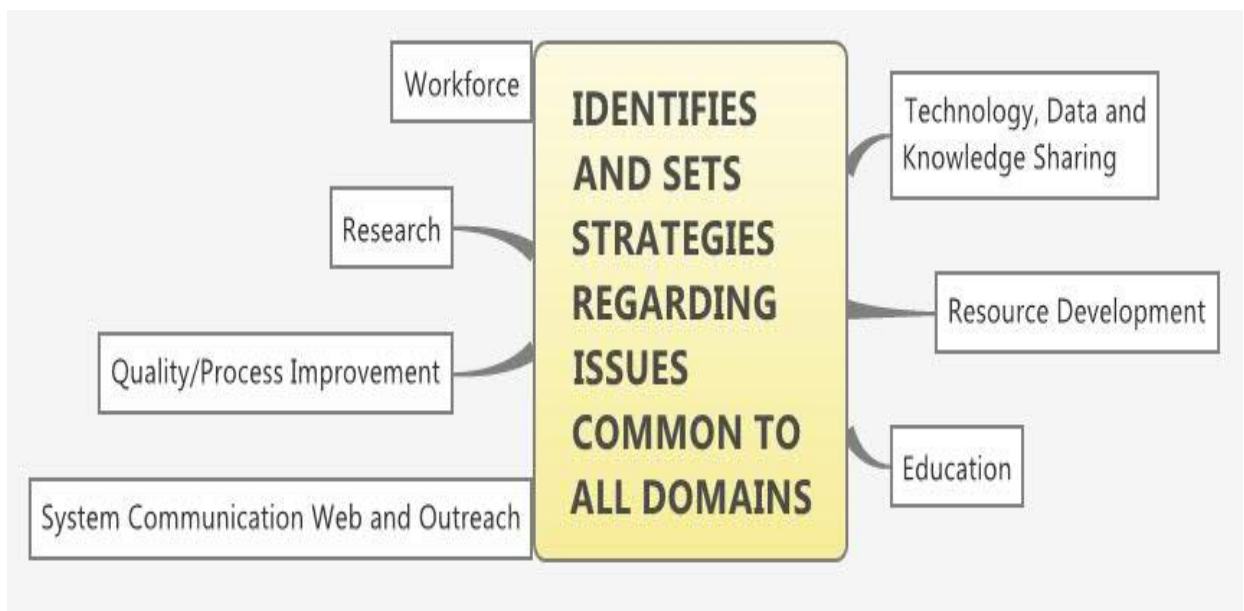 Workforce
Research
Quality/Process Improvement
System Communication Web and Outreach
IDENTIFIES
AND SETS
STRATEGIES
REGARDING
ISSUES
COMMON TO
ALL DOMAINS
Technology, Data and
Knowledge Sharing
Resource Development
Education